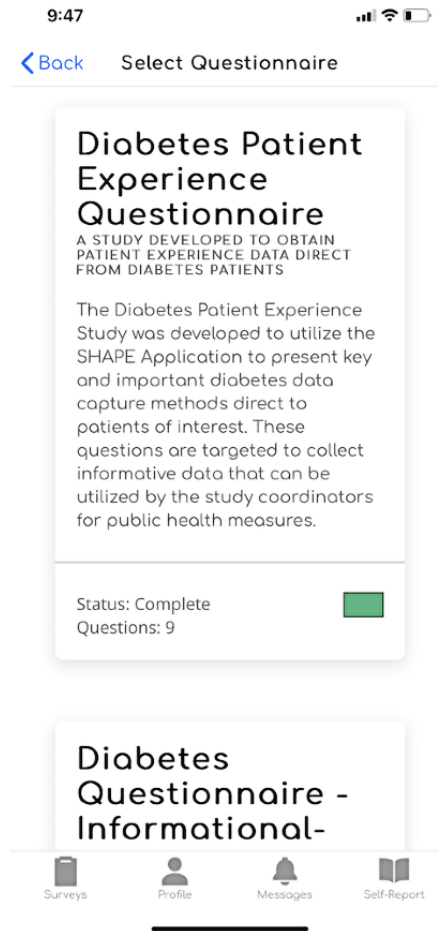 9:47
Back Select Questionnaire
Diabetes Patient
Experience
Questionnaire
A STUDY DEVELOPED TO OBTAIN
PATIENT EXPERIENCE DATA DIRECT
FROM DIABETES PATIENTS
The Diabetes Patient Experience
Study was developed to utilize the
SHAPE Application to present key
and important diabetes data
capture methods direct to
patients of interest. These
questions are targeted to collect
informative data that can be
utilized by the study coordinators
for public health measures.
Status: Complete
Questions: 9
Diabetes
Questionnaire -
Informational-
Surveys Profile Messages Self-Report